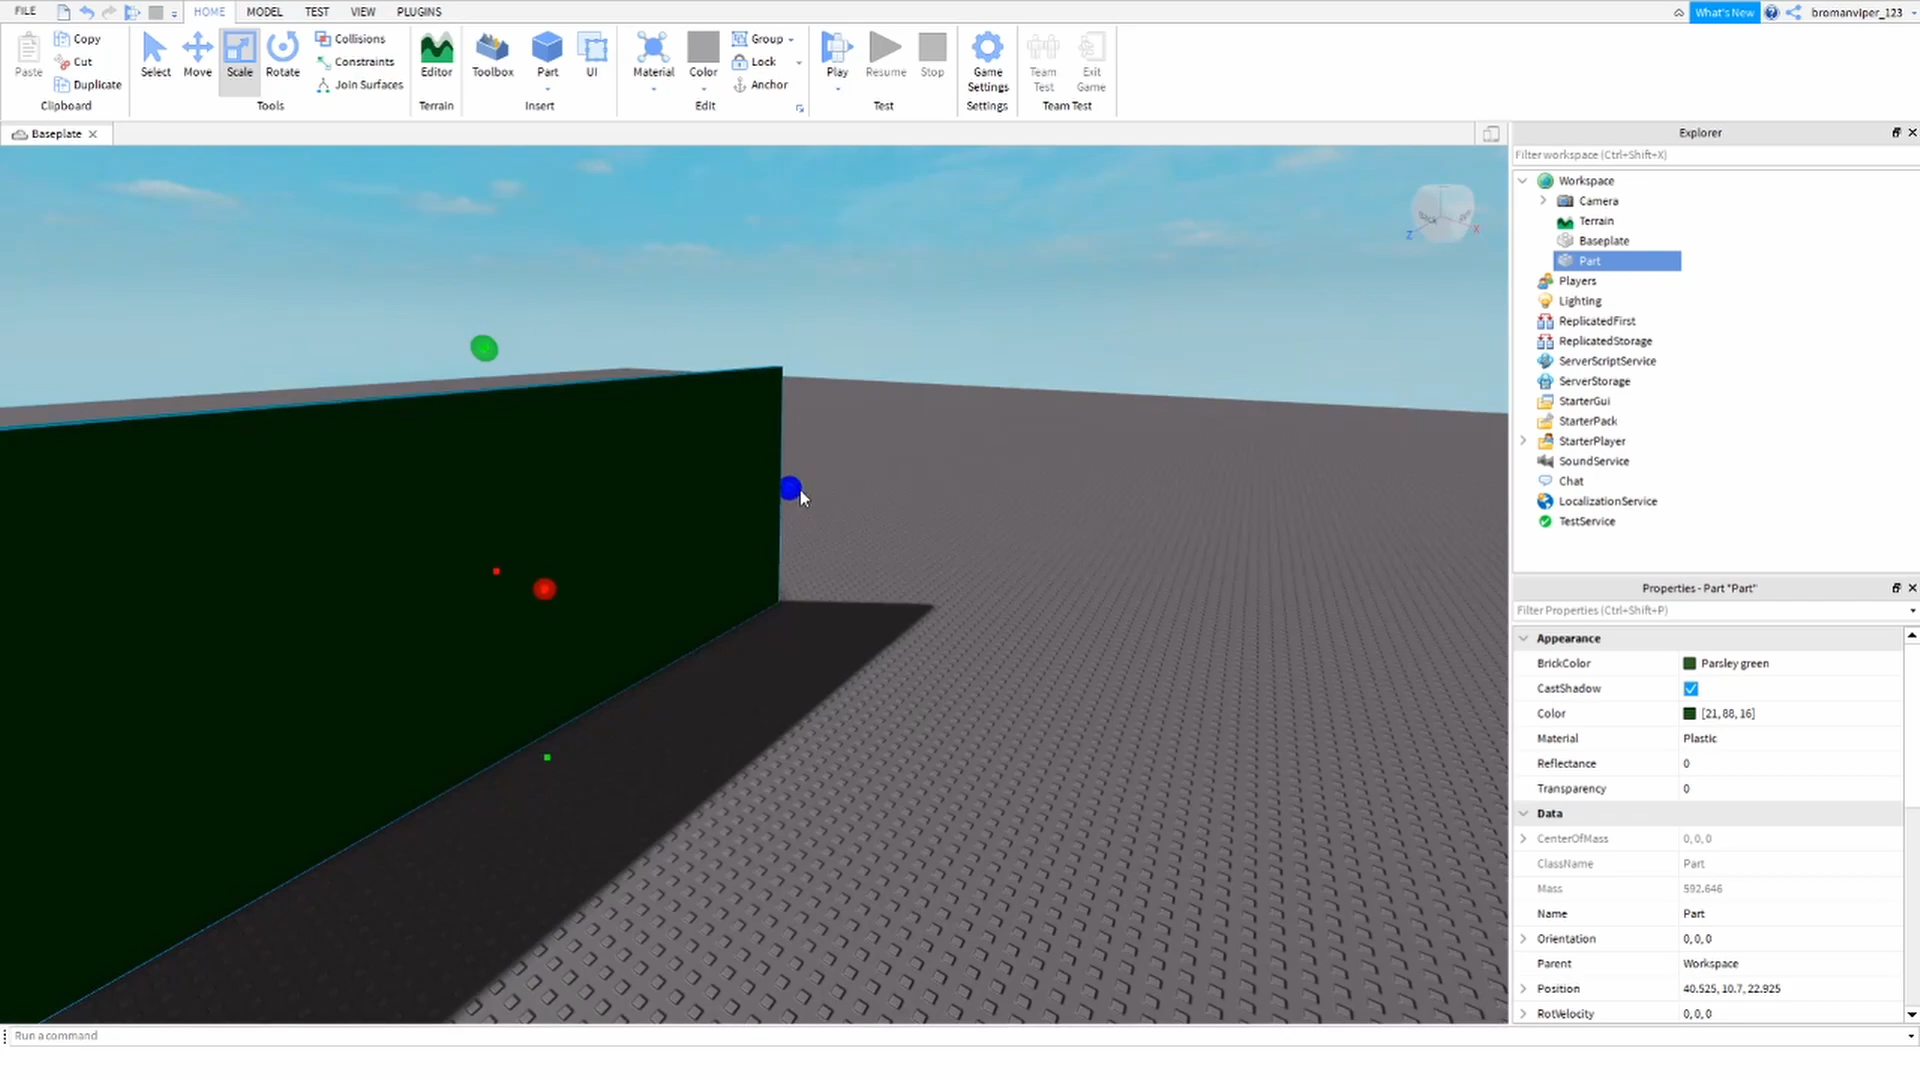 FILE HOME MODEL TEST VIEW PLUGINS What's New bromanviper_123
Paste Copy Cut Duplicate Clipboard
Select Move Scale Rotate Collisions Constraints Join Surfaces Tools
Editor Terrain
Toolbox Part UI Insert
Material Color Group Lock Anchor Edit
Play Resume Stop Test
Game Settings Settings
Team Test Exit Game Team Test
Baseplate
Explorer
Filter workspace (Ctrl+Shift+X)
Workspace
Camera
Terrain
Baseplate
Part
Players
Lighting
ReplicatedFirst
ReplicatedStorage
ServerScriptService
ServerStorage
StarterGui
StarterPack
StarterPlayer
SoundService
Chat
LocalizationService
TestService
Back
Z X
Properties - Part "Part"
Filter Properties (Ctrl+Shift+P)
Appearance
BrickColor Parsley green
CastShadow
Color [21, 88, 16]
Material Plastic
Reflectance 0
Transparency 0
Data
CenterOfMass 0, 0, 0
ClassName Part
Mass 592.646
Name Part
Orientation 0, 0, 0
Parent Workspace
Position 40.525, 10.7, 22.925
RotVelocity 0, 0, 0
Run a command